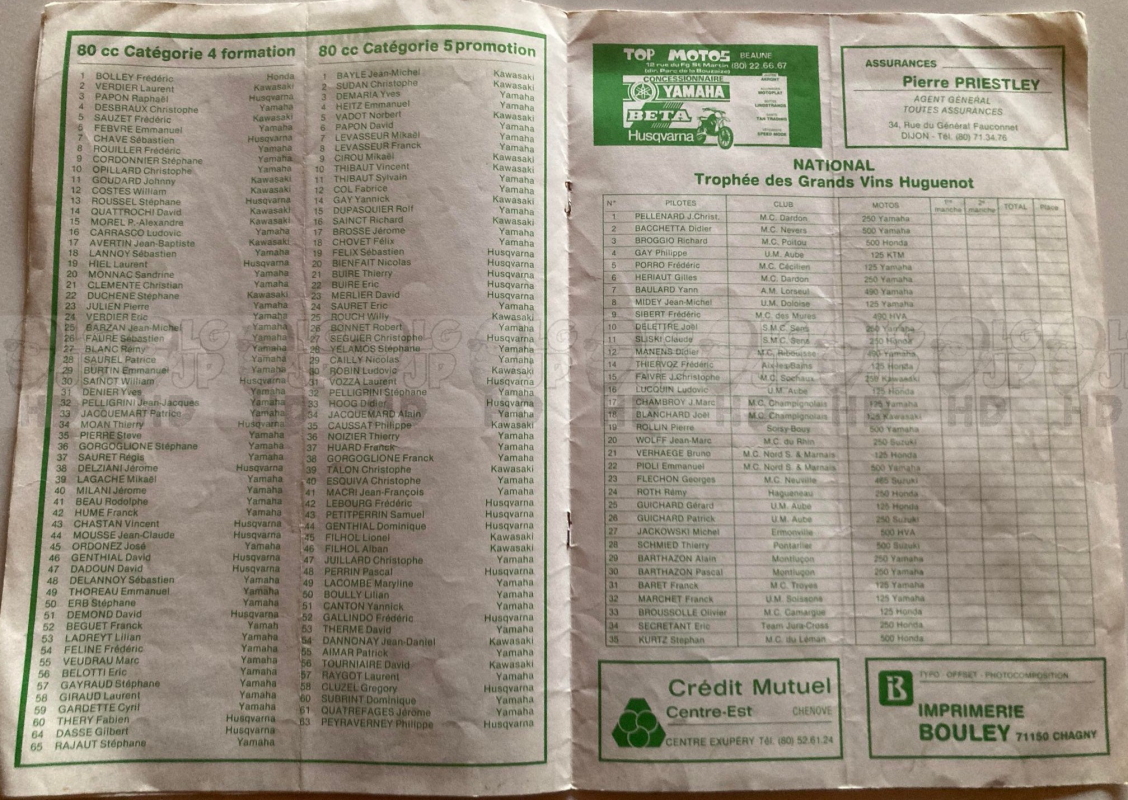 80 cc Catégorie 4 formation
1 BOLLEY Frédéric Honda
2 VERDIER Laurent Kawasaki
3 PAPON Raphaël Husqvarna
4 DESBRAUX Christophe Yamaha
5 SAUZET Frédéric Kawasaki
6 FEBVRE Emmanuel Yamaha
7 CHAVE Sébastien Husqvarna
8 ROUILLER Frédéric Yamaha
9 CORDONNIER Stéphane Yamaha
10 OPILLARD Christophe Yamaha
11 GOUDARD Johnny Kawasaki
12 COSTES William Kawasaki
13 ROUSSEL Stéphane Husqvarna
14 QUATTROCHI David Kawasaki
15 MOREL P.-Alexandre Kawasaki
16 CARRASCO Ludovic Yamaha
17 AVERTIN Jean-Baptiste Kawasaki
18 LANNOY Sébastien Yamaha
19 HIEL Laurent Husqvarna
20 MONNAC Sandrine Yamaha
21 CLEMENTE Christian Yamaha
22 DUCHENE Stéphane Kawasaki
23 JULIEN Pierre Yamaha
24 VERDIER Eric Yamaha
25 BARZAN Jean-Michel Yamaha
26 FAURE Sébastien Yamaha
27 BLANC Rémy Yamaha
28 SAUREL Patrice Yamaha
29 BURTIN Emmanuel Yamaha
30 SAINOT William Husqvarna
31 DENIER Yves Yamaha
32 PELLIGRINI Jean-Jacques Yamaha
33 JACQUEMART Patrice Yamaha
34 MOAN Thierry Husqvarna
35 PIERRE Steve Yamaha
36 GORGOGLIONE Stéphane Yamaha
37 SAURET Régis Yamaha
38 DELZIANI Jérome Husqvarna
39 LAGACHE Mikaël Yamaha
40 MILANI Jérome Yamaha
41 BEAU Rodolphe Yamaha
42 HUME Franck Yamaha
43 CHASTAN Vincent Husqvarna
44 MOUSSE Jean-Claude Husqvarna
45 ORDONEZ José Yamaha
46 GENTHIAL David Husqvarna
47 DADOUN David Husqvarna
48 DELANNOY Sébastien Yamaha
49 THOREAU Emmanuel Yamaha
50 ERB Stéphane Yamaha
51 DEMOND David Husqvarna
52 BEGUET Franck Yamah
53 LADREYT Lilian Yamaha
54 FELINE Frédéric Yamaha
55 VEUDRAU Marc Yamaha
56 BELOTTI Eric Yamaha
57 GAYRAUD Stéphane Yamaha
58 GIRAUD Laurent Yamaha
59 GARDETTE Cyril Yamaha
60 THERY Fabien Husqvarna
64 DASSE Gilbert Husqvarna
65 RAJAUT Stéphane Yamaha
80 cc Catégorie 5 promotion
1 BAYLE Jean-Michel Kawasaki
2 SUDAN Christophe Kawasaki
3 DEMARIA Yves Yamaha
4 HEITZ Emmanuel Yamaha
5 VADOT Norbert Kawasaki
6 PAPON David Yamaha
7 LEVASSEUR Mikaël Yamaha
8 LEVASSEUR Franck Yamaha
9 CIROU Mikaël Kawasaki
10 THIBAUT Vincent Yamaha
11 THIBAUT Sylvain Yamaha
12 COL Fabrice Yamaha
14 GAY Yannick Yamaha
15 DUPASQUIER Rolf Yamaha
16 SAINCT Richard Yamaha
17 BROSSE Jérome Yamaha
18 CHOVET Félix Yamaha
19 FELIX Sébastien Husqvarna
20 BIENFAIT Nicolas Husqvarna
21 BUIRE Thierry Husqvarna
22 BUIRE Eric Husqvarna
23 MERLIER David Husqvarna
24 SAURET Eric Yamaha
25 ROUCH Willy Kawasaki
26 BONNET Robert Yamaha
27 SEGUIER Christophe Husqvarna
28 YELAMOS Stéphane Yamaha
29 CAILLY Nicolas Yamaha
30 ROBIN Ludovic Kawasaki
31 VOZZA Laurent Husqvarna
32 PELLIGRINI Stéphane Yamaha
33 HOOG Didier Husqvarna
34 JACQUEMARD Alain Yamaha
35 CAUSSAT Philippe Kawasaki
36 NOIZIER Thierry Yamaha
37 HUARD Franck Yamaha
38 GORGOGLIONE Franck Yamaha
39 TALON Christophe Kawasaki
40 ESQUIVA Christophe Yamaha
41 MACRI Jean-François Yamaha
42 LEBOURG Frédéric Husqvarna
43 PETITPERRIN Samuel Husqvarna
44 GENTHIAL Dominique Husqvarna
45 FILHOL Lionel Kawasaki
46 FILHOL Alban Kawasaki
47 JUILLARD Christophe Yamaha
48 PERRIN Pascal Husqvarna
49 LACOMBE Maryline Yamaha
50 BOULLY Lilian Yamaha
51 CANTON Yannick Yamaha
52 GALLINDO Frédéric Husqvarna
53 THERME David Yamaha
54 DANNONAY Jean-Daniel Kawasaki
55 AIMAR Patrick Yamaha
56 TOURNIAIRE David Kawasaki
57 RAYGOT Laurent Yamaha
58 CLUZEL Gregory Husqvarna
60 SUBRINT Dominique Yamaha
61 QUATREFAGES Jérome Yamaha
63 PEYRAVERNEY Philippe Husqvarna
TOP MOTOS BEAUNE
18 rue du Fg St Martin (80) 22.66.67
(dir. Parc de la Bouzaize)
CONCESSIONNAIRE
YAMAHA
BETA
Husqvarna
ASSURANCES
Pierre PRIESTLEY
AGENT GÉNÉRAL
TOUTES ASSURANCES
34, Rue du Général Fauconnet
DIJON - Tél. (80) 71.34.76
NATIONAL
Trophée des Grands Vins Huguenot
N° PILOTES CLUB MOTOS 1re manche 2e manche TOTAL Place
1 PELLENARD J.Christ. M.C. Dardon 250 Yamaha
2 BACCHETTA Didier M.C. Nevers 500 Yamaha
3 BROGGIO Richard M.C. Poitou 500 Honda
4 GAY Philippe U.M. Aube 125 KTM
5 PORRO Frédéric M.C. Cécilien 125 Yamaha
6 HERIAUT Gilles M.C. Dardon 250 Yamaha
7 BAULARD Yann A.M. Lorseul 490 Yamaha
8 MIDEY Jean-Michel U.M. Doloise 125 Yamaha
9 SIBERT Frédéric M.C. des Mures 490 HVA
10 DELETTRE Joël S.M.C. Sens 250 Yamaha
11 SLISKI Claude S.M.C. Sens 250 Honda
12 MANENS Didier M.C. Ribousse 490 Yamaha
14 THIERVOZ Frédéric Aix-les-Bains 125 Honda
15 FAIVRE J.Christophe M.C. Sochaux 250 Kawasaki
16 LUCQUIN Ludovic U.M. Aube 125 Honda
17 CHAMBROY J.Marc M.C. Champignolais 125 Yamaha
18 BLANCHARD Joël M.C. Champignolais 125 Kawasaki
19 ROLLIN Pierre Sorsy-Bouy 500 Yamaha
20 WOLFF Jean-Marc M.C. du Rhin 250 Suzuki
21 VERHAEGE Bruno M.C. Nord S. & Marnais 125 Honda
22 PIOLI Emmanuel M.C. Nord S. & Marnais 500 Yamaha
23 FLECHON Georges M.C. Neuville 465 Suzuki
24 ROTH Rémy Hagueneau 250 Honda
25 GUICHARD Gérard U.M. Aube 125 Honda
26 GUICHARD Patrick U.M. Aube 250 Suzuki
27 JACKOWSKI Michel Ermonville 500 HVA
28 SCHMIED Thierry Pontarlier 500 Suzuki
29 BARTHAZON Alain Montluçon 250 Yamaha
30 BARTHAZON Pascal Montluçon 250 Yamaha
31 BARET Franck M.C. Troyes 125 Yamaha
32 MARCHET Franck U.M. Soissons 125 Yamaha
33 BROUSSOLLE Olivier M.C. Camargue 125 Honda
34 SECRETANT Eric Team Jura-Cross 250 Honda
35 KURTZ Stephan M.C. du Léman 500 Honda
Crédit Mutuel
Centre-Est CHENOVE
CENTRE EXUPÉRY Tél. (80) 52.61.24
TYPO - OFFSET - PHOTOCOMPOSITION
IMPRIMERIE
BOULEY 71150 CHAGNY